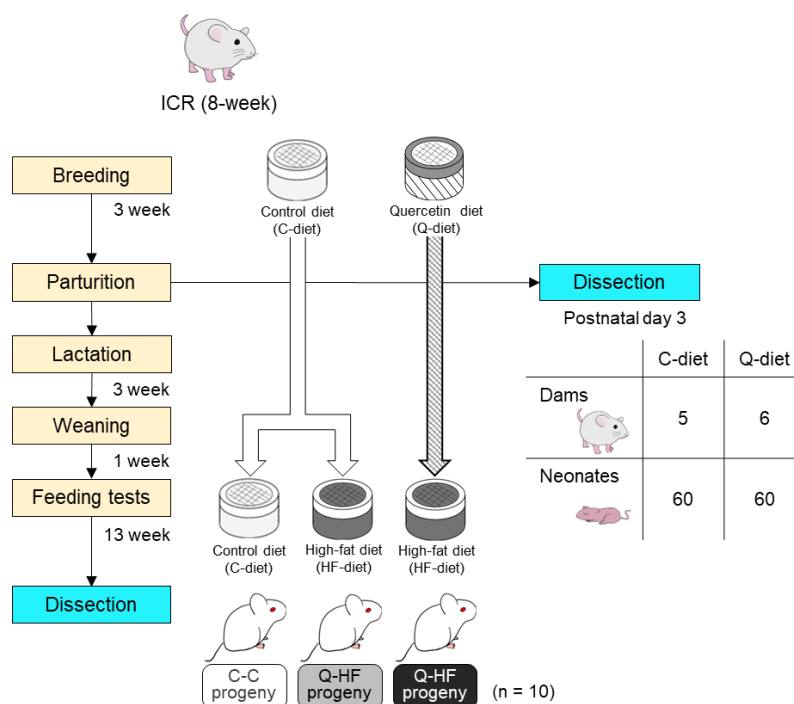 ICR (8-week)
Breeding
3 week
Parturition
Lactation
3 week
Weaning
1 week
Feeding tests
13 week
Dissection
Control diet
(C-diet)
Quercetin diet
(Q-diet)
Control diet
(C-diet)
High-fat diet
(HF-diet)
High-fat diet
(HF-diet)
C-C
progeny
Q-HF
progeny
Q-HF
progeny
(n = 10)
Dissection
Postnatal day 3
C-diet Q-diet
Dams 5 6
Neonates 60 60